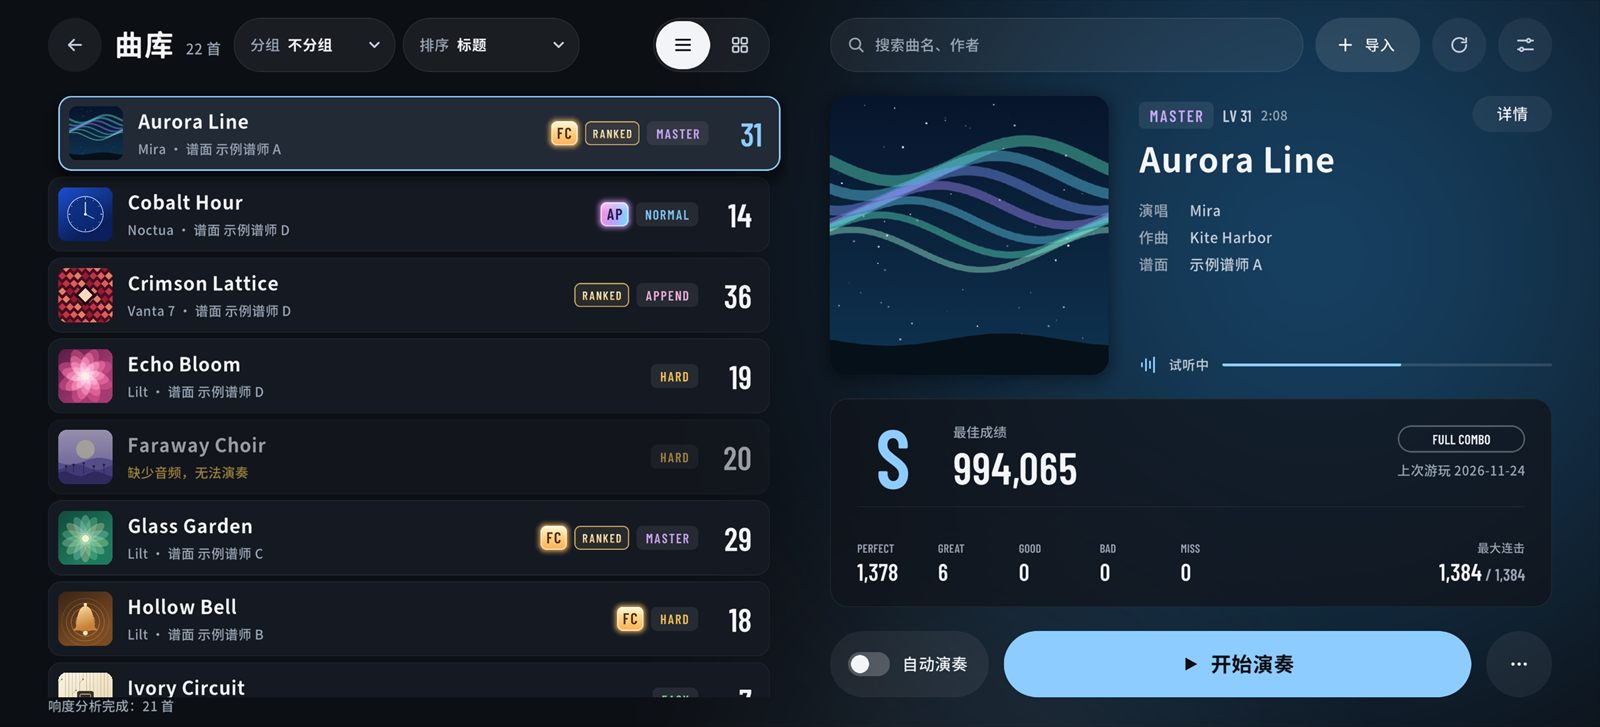 曲库 22 首 分组 不分组 排序 标题
搜索曲名、作者 导入
Aurora Line
Mira · 谱面 示例谱师 A
FC RANKED MASTER 31
Cobalt Hour
Noctua · 谱面 示例谱师 D
AP NORMAL 14
Crimson Lattice
Vanta 7 · 谱面 示例谱师 D
RANKED APPEND 36
Echo Bloom
Lilt · 谱面 示例谱师 D
HARD 19
Faraway Choir
缺少音频，无法演奏
HARD 20
Glass Garden
Lilt · 谱面 示例谱师 C
FC RANKED MASTER 29
Hollow Bell
Lilt · 谱面 示例谱师 B
FC HARD 18
Ivory Circuit
响度分析完成：21 首
MASTER LV 31 2:08 详情
Aurora Line
演唱 Mira
作曲 Kite Harbor
谱面 示例谱师 A
试听中
S
最佳成绩
994,065
FULL COMBO
上次游玩 2026-11-24
PERFECT GREAT GOOD BAD MISS 最大连击
1,378 6 0 0 0 1,384 / 1,384
自动演奏 开始演奏